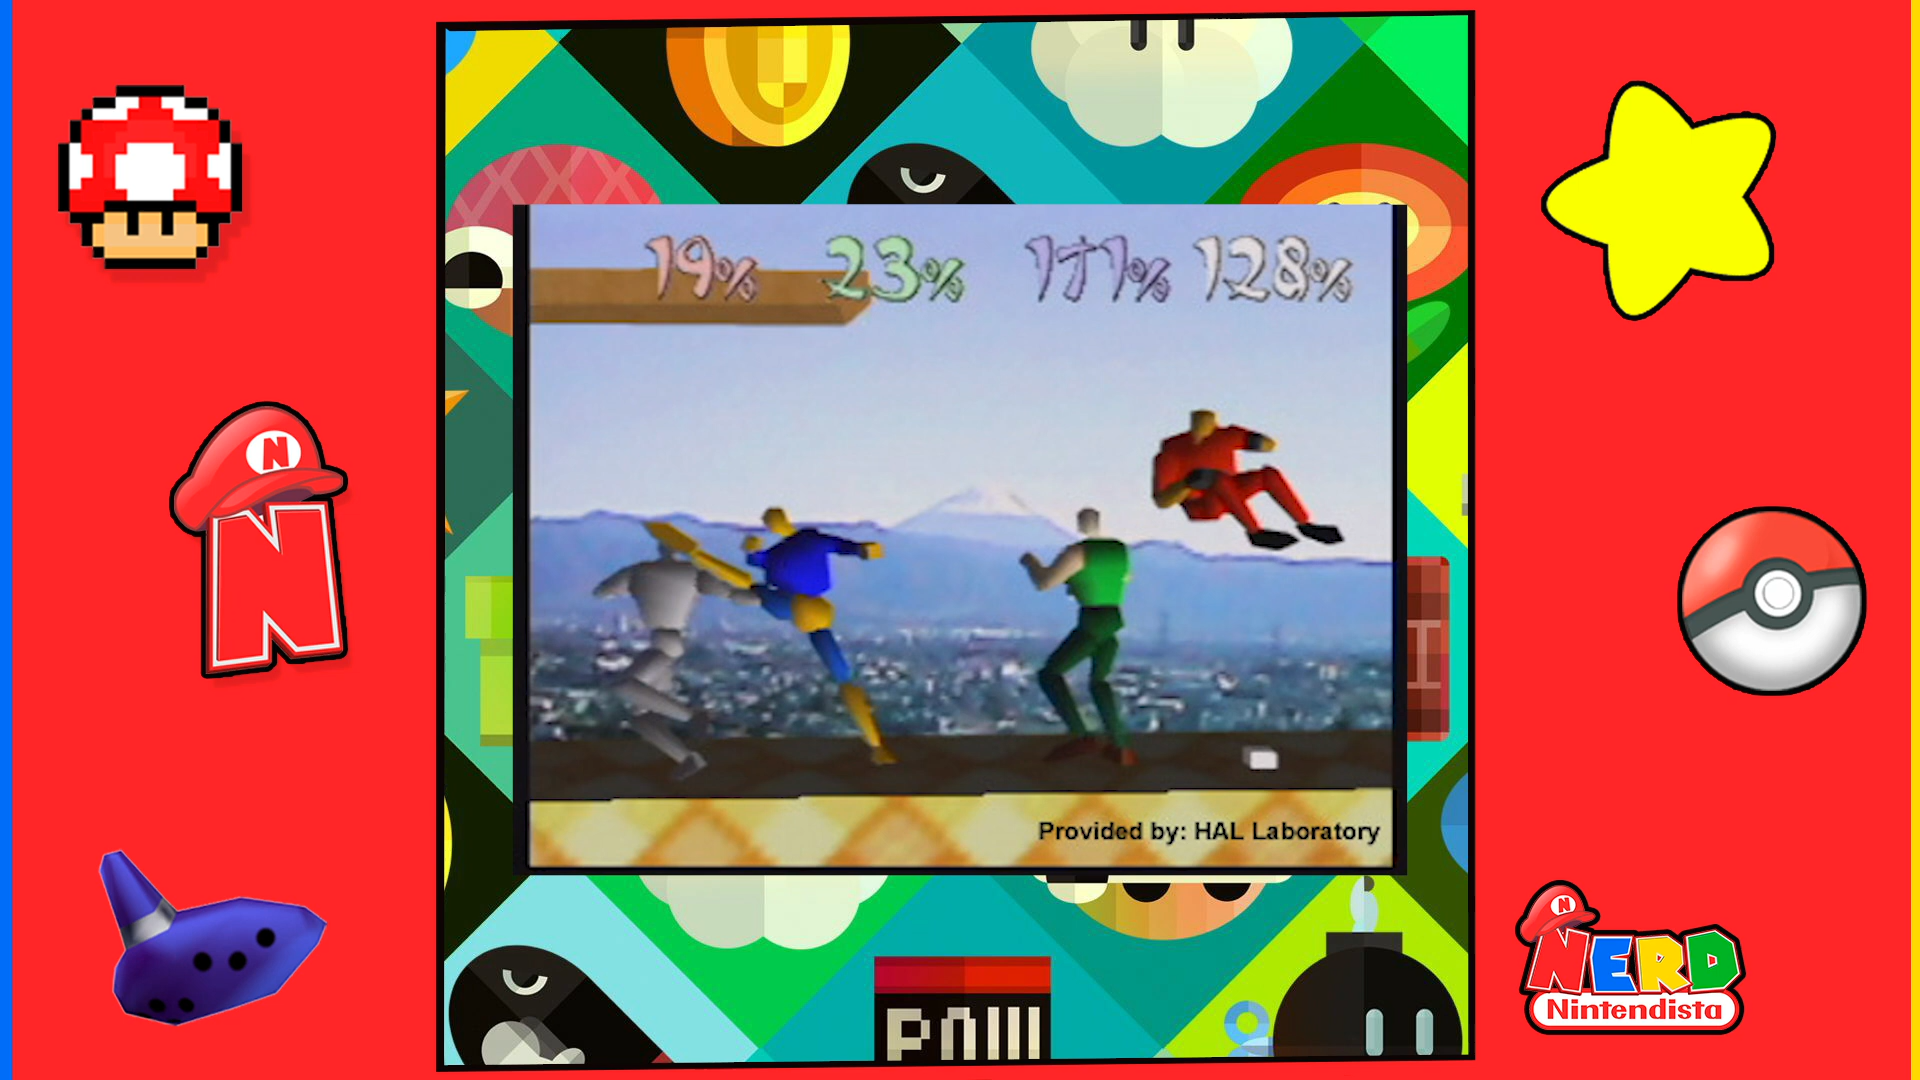 19% 23% 171% 128%
N
N
Provided by: HAL Laboratory
N
NERD
Nintendista